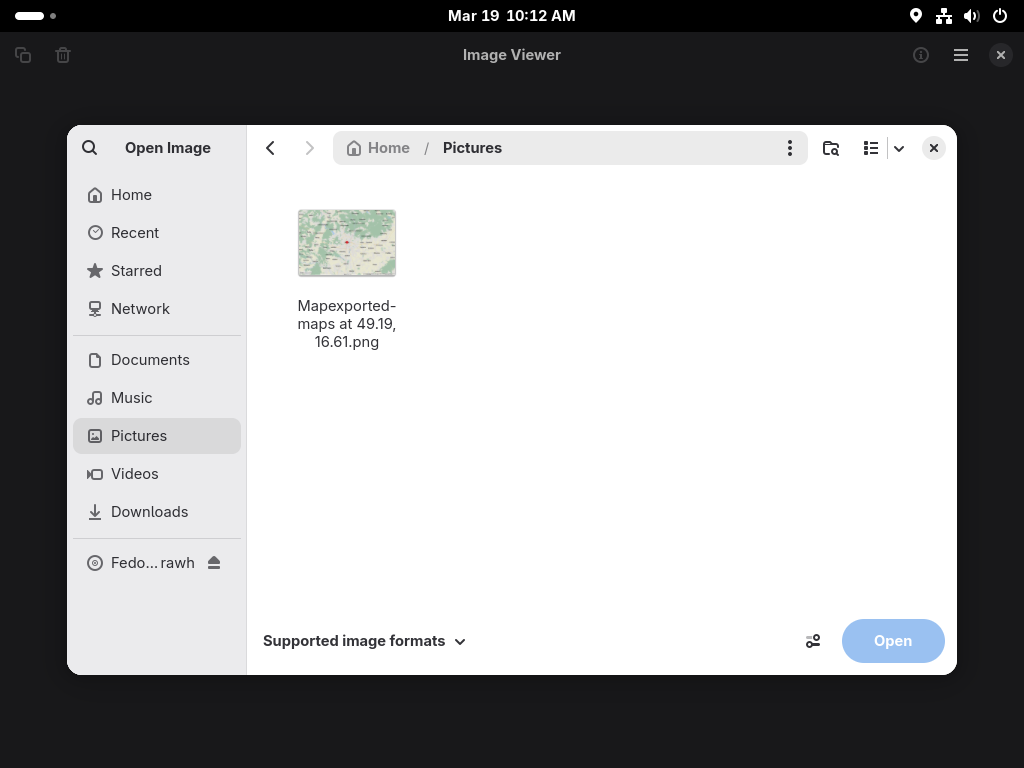 Mar 19 10:12 AM
Image Viewer
Open Image
Home / Pictures
Home
Recent
Starred
Network
Documents
Music
Pictures
Videos
Downloads
Fedo... rawh
Mapexported-
maps at 49.19,
16.61.png
Supported image formats
Open